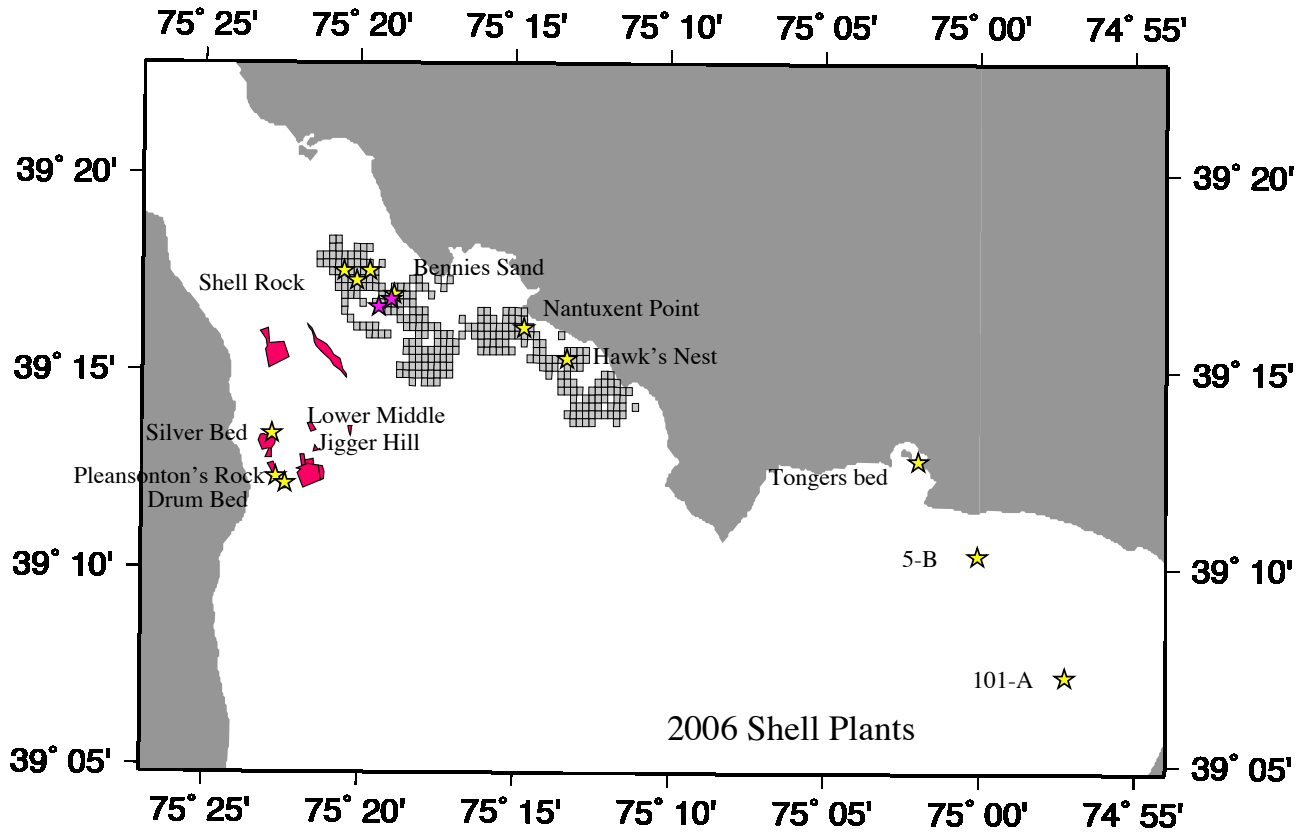 75° 25' 75° 20' 75° 15' 75° 10' 75° 05' 75° 00' 74° 55'
39° 20' 39° 20'
Bennies Sand
Shell Rock
Nantuxent Point
Hawk's Nest
39° 15' 39° 15'
Lower Middle
Silver Bed
Jigger Hill
Pleansonton's Rock
Tongers bed
Drum Bed
5-B
39° 10' 39° 10'
101-A
2006 Shell Plants
39° 05' 39° 05'
75° 25' 75° 20' 75° 15' 75° 10' 75° 05' 75° 00' 74° 55'